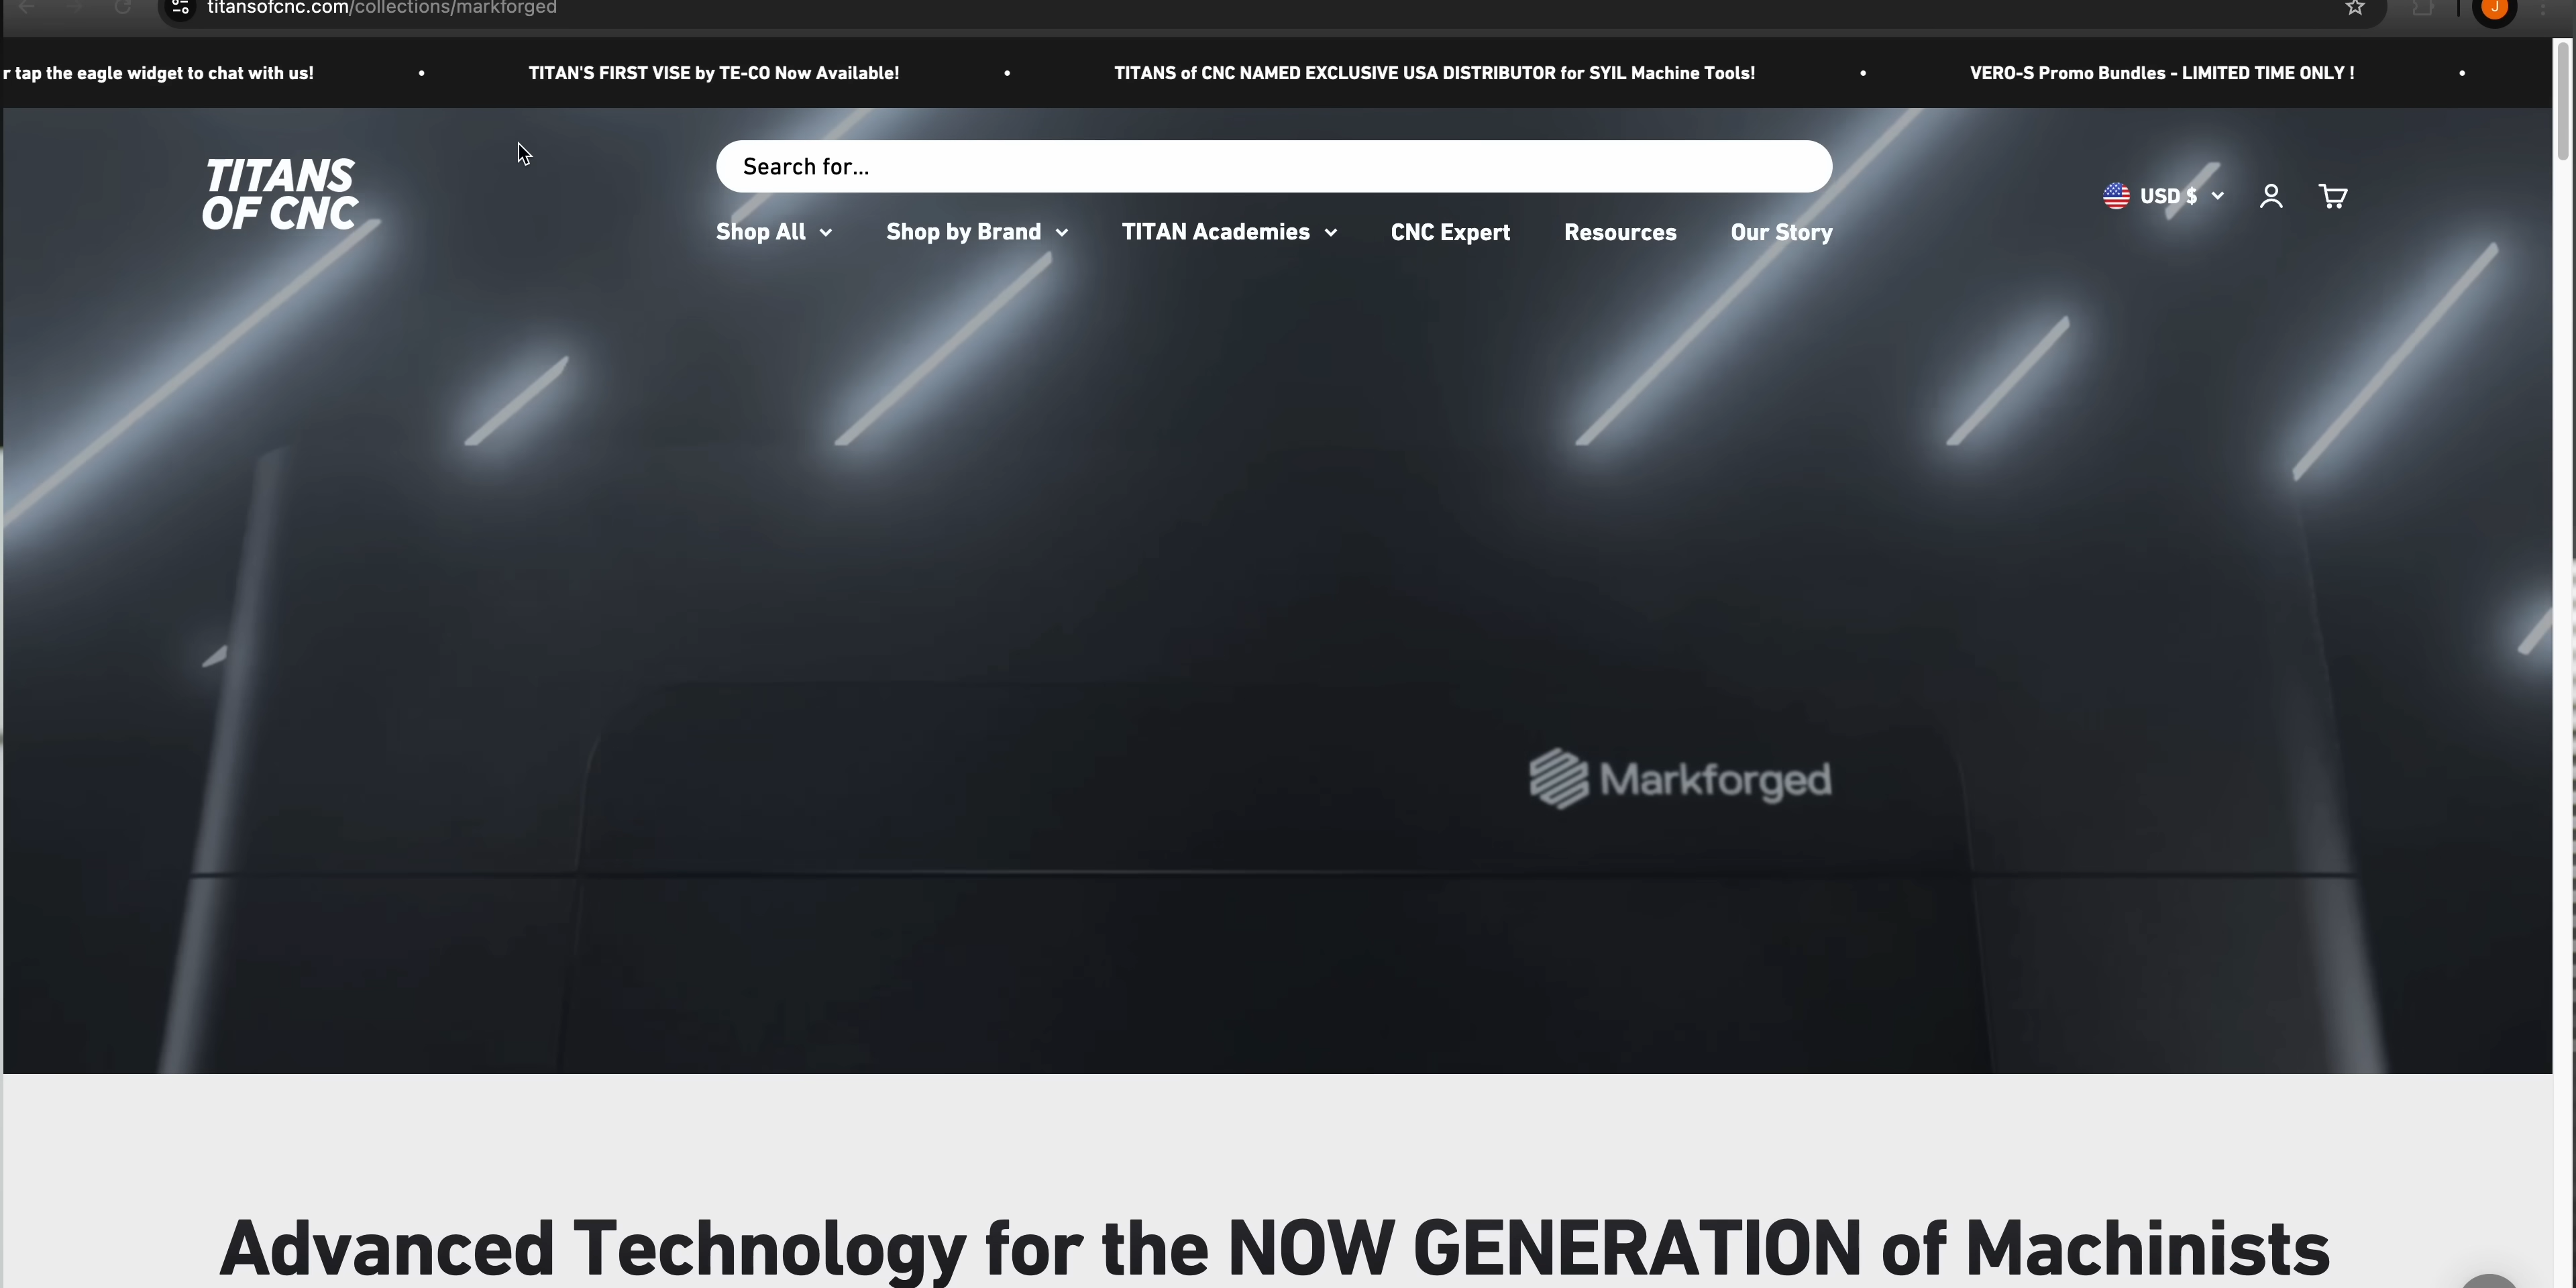 titansofcnc.com/collections/markforged
J
r tap the eagle widget to chat with us! • TITAN'S FIRST VISE by TE-CO Now Available! • TITANS of CNC NAMED EXCLUSIVE USA DISTRIBUTOR for SYIL Machine Tools! • VERO-S Promo Bundles - LIMITED TIME ONLY ! •
TITANS
OF CNC
Search for...
USD $
Shop All Shop by Brand TITAN Academies CNC Expert Resources Our Story
Markforged
Advanced Technology for the NOW GENERATION of Machinists